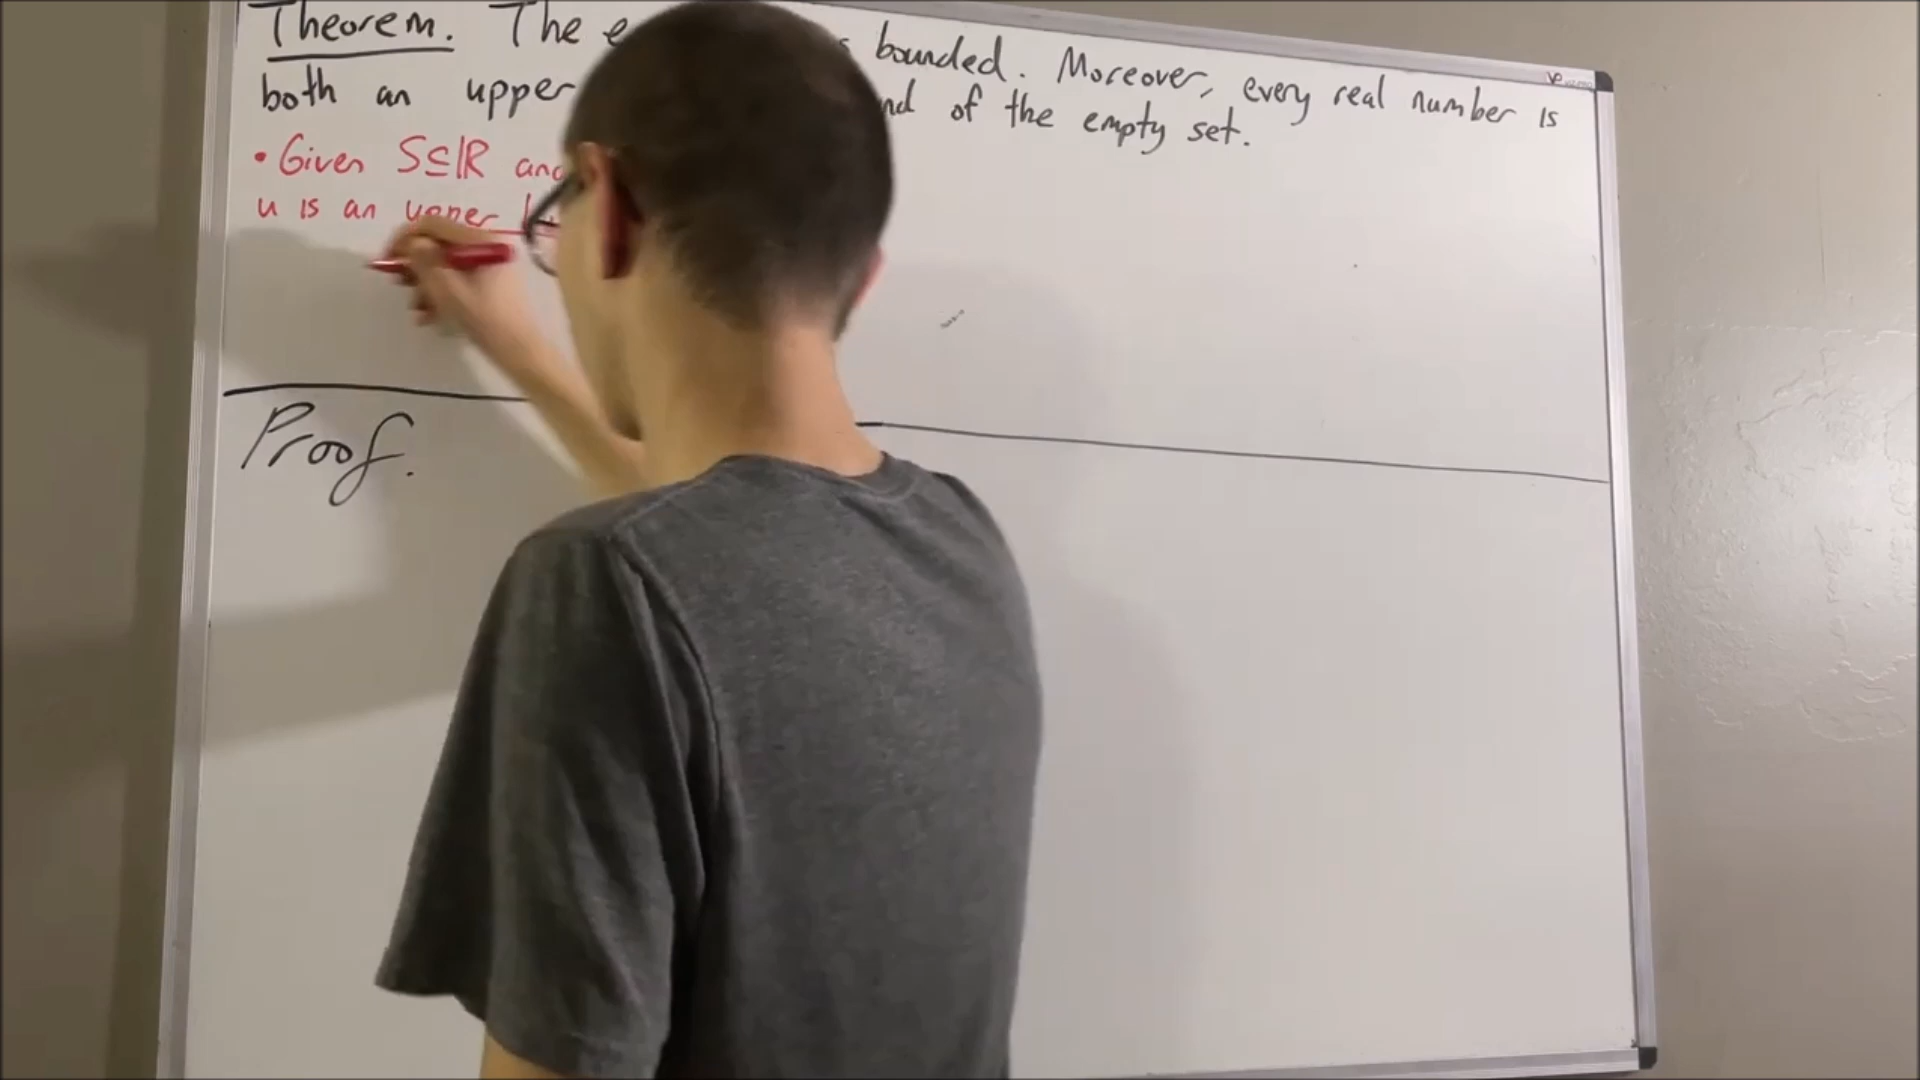 Theorem. The bounded. Moreover, every real number is
both an upper of the empty set.
• Given S⊆ℝ and
u is an upper
Proof.